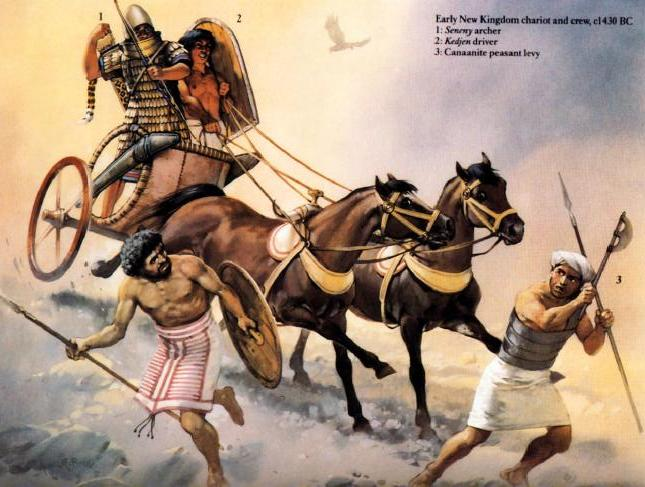 Early New Kingdom chariot and crew, c1430 BC
1: Seneny archer
2: Kedjen driver
3: Canaanite peasant levy
1
2
3